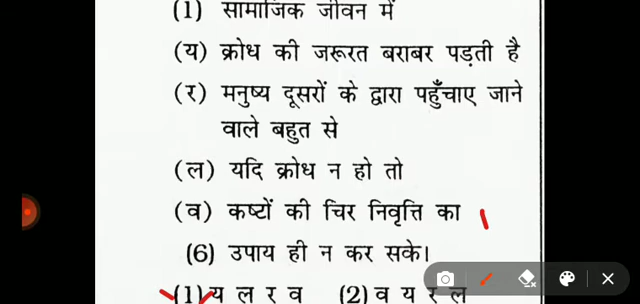 (1) सामाजिक जीवन में
(य) क्रोध की जरूरत बराबर पड़ती है
(र) मनुष्य दूसरों के द्वारा पहुँचाए जाने
वाले बहुत से
(ल) यदि क्रोध न हो तो
(व) कष्टों की चिर निवृत्ति का
(6) उपाय ही न कर सके।
(1) य ल र व (2) व य र ल